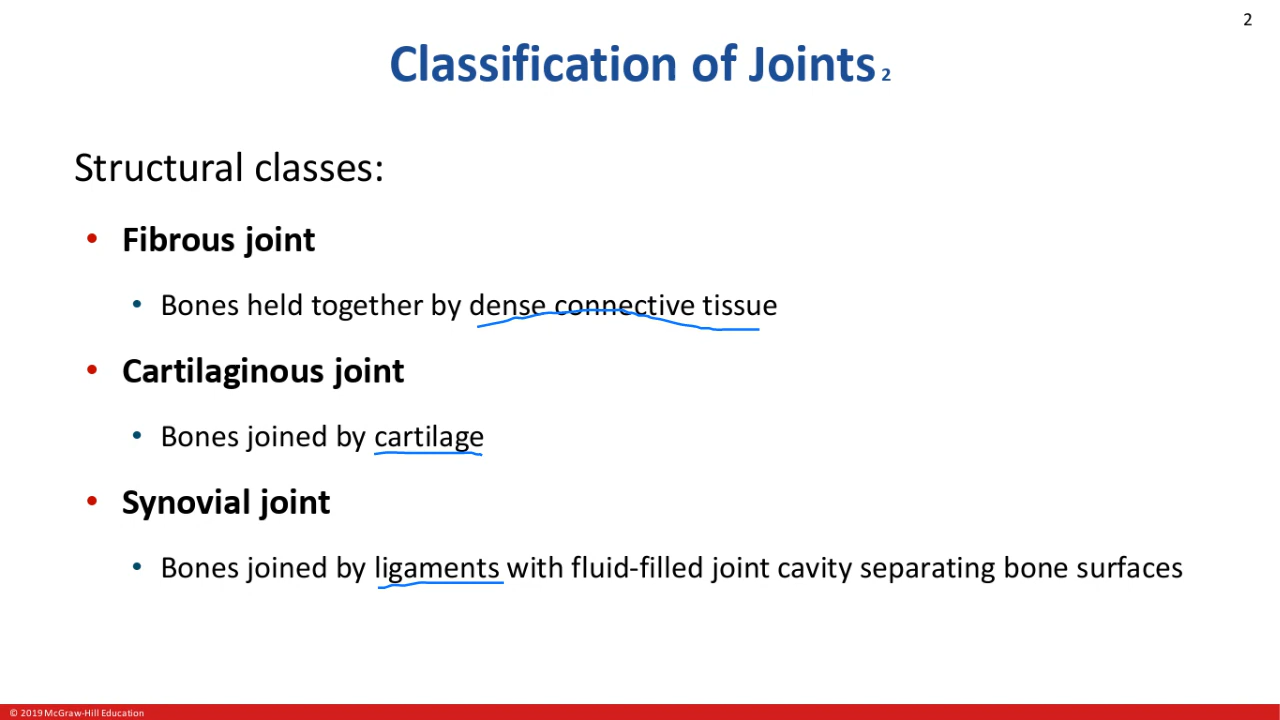 2
Classification of Joints 2
Structural classes:
• Fibrous joint
• Bones held together by dense connective tissue
• Cartilaginous joint
• Bones joined by cartilage
• Synovial joint
• Bones joined by ligaments with fluid-filled joint cavity separating bone surfaces
© 2019 McGraw-Hill Education